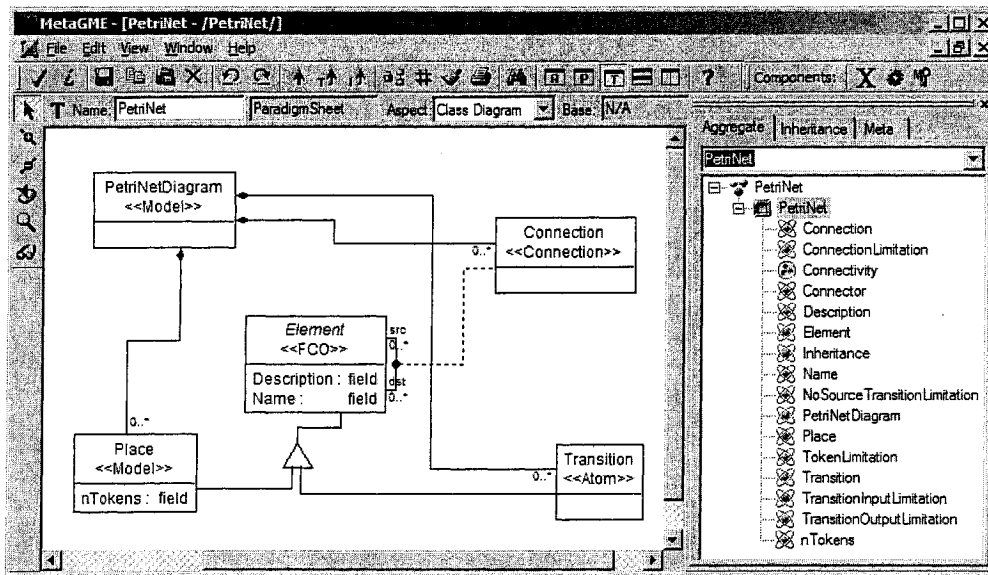 MetaGME - [PetriNet - /PetriNet/]
File Edit View Window Help
Components:
T Name: PetriNet ParadigmSheet Aspect: Class Diagram Base: N/A
Aggregate Inheritance Meta
PetriNet
PetriNet
PetriNet
Connection
ConnectionLimitation
Connectivity
Connector
Description
Element
Inheritance
Name
NoSourceTransitionLimitation
PetriNetDiagram
Place
TokenLimitation
Transition
TransitionInputLimitation
TransitionOutputLimitation
nTokens
PetriNetDiagram
<<Model>>
Connection
<<Connection>>
0..*
Element
<<FCO>>
Description : field
Name : field
src
0..*
dst
0..*
0..*
Place
<<Model>>
nTokens : field
Transition
<<Atom>>
0..*